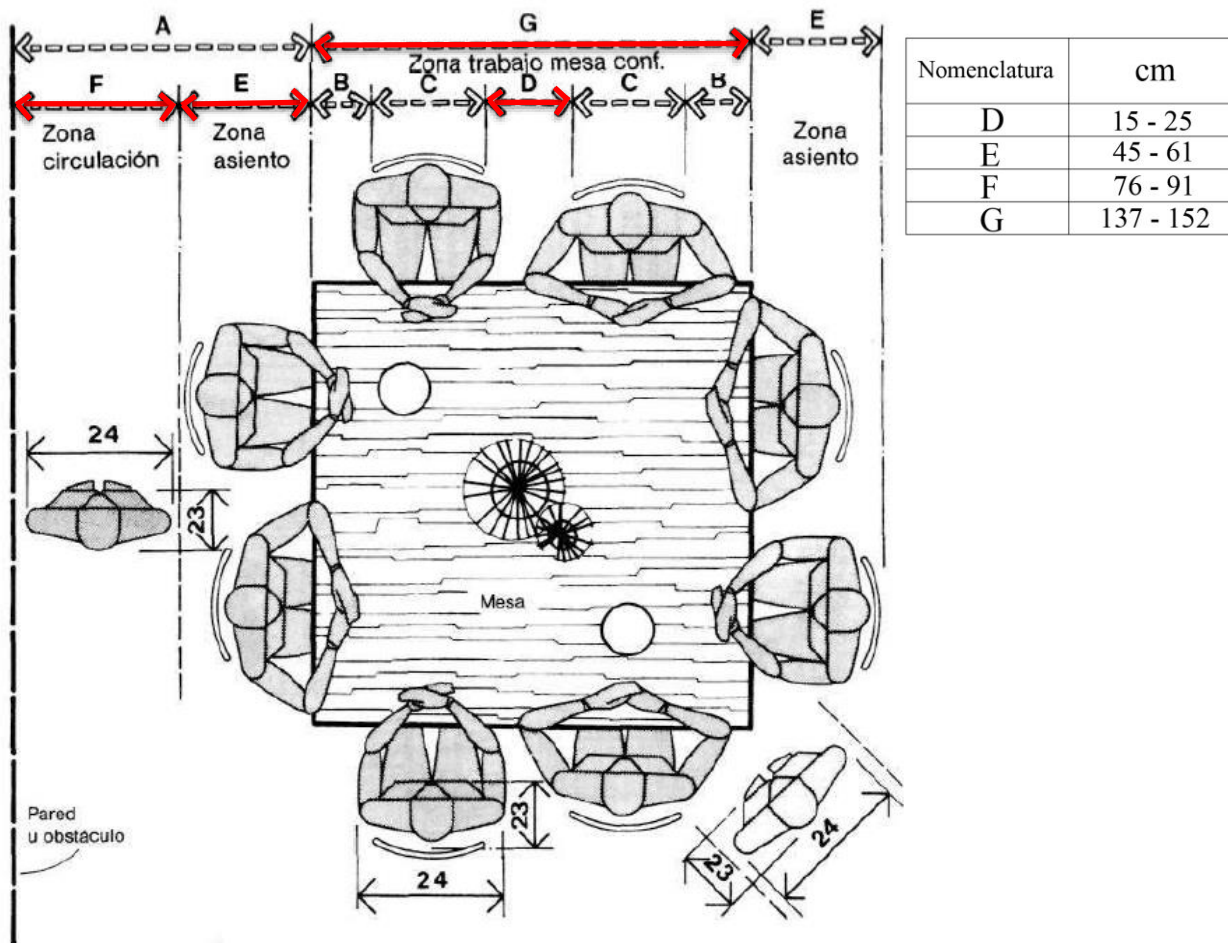 A
G
E
Zona trabajo mesa conf.
F
E
B
C
D
C
B
Zona
circulación
Zona
asiento
Zona
asiento
Nomenclatura cm
D 15 - 25
E 45 - 61
F 76 - 91
G 137 - 152
24
23
Mesa
Pared
u obstáculo
23
24
23
24